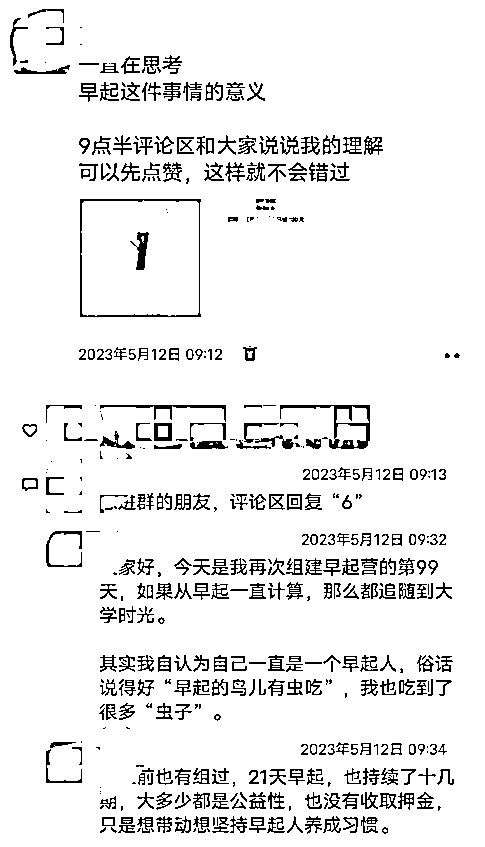 一直在思考
早起这件事情的意义
9点半评论区和大家说说我的理解
可以先点赞，这样就不会错过
2023年5月12日 09:12
2023年5月12日 09:13
进群的朋友，评论区回复“6”
2023年5月12日 09:32
家好，今天是我再次组建早起营的第99
天，如果从早起一直计算，那么都追随到大
学时光。
其实我自认为自己一直是一个早起人，俗话
说得好“早起的鸟儿有虫吃”，我也吃到了
很多“虫子”。
2023年5月12日 09:34
前也有组过，21天早起，也持续了十几
期，大多少都是公益性，也没有收取押金，
只是想带动想坚持早起人养成习惯。